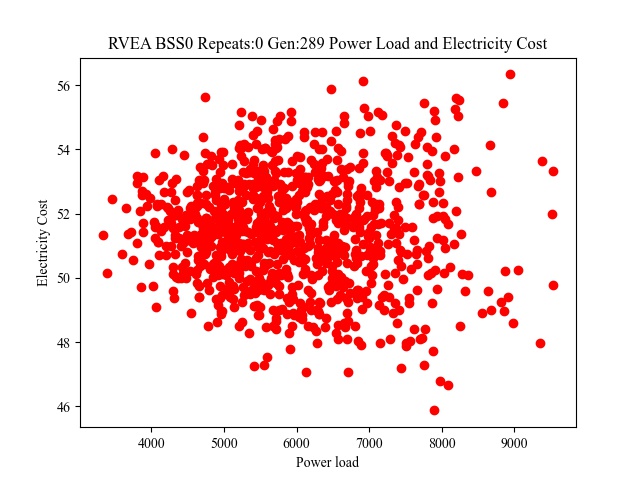 RVEA BSS0 Repeats:0 Gen:289 Power Load and Electricity Cost
56
54
52
50
48
46
Electricity Cost
4000 5000 6000 7000 8000 9000
Power load